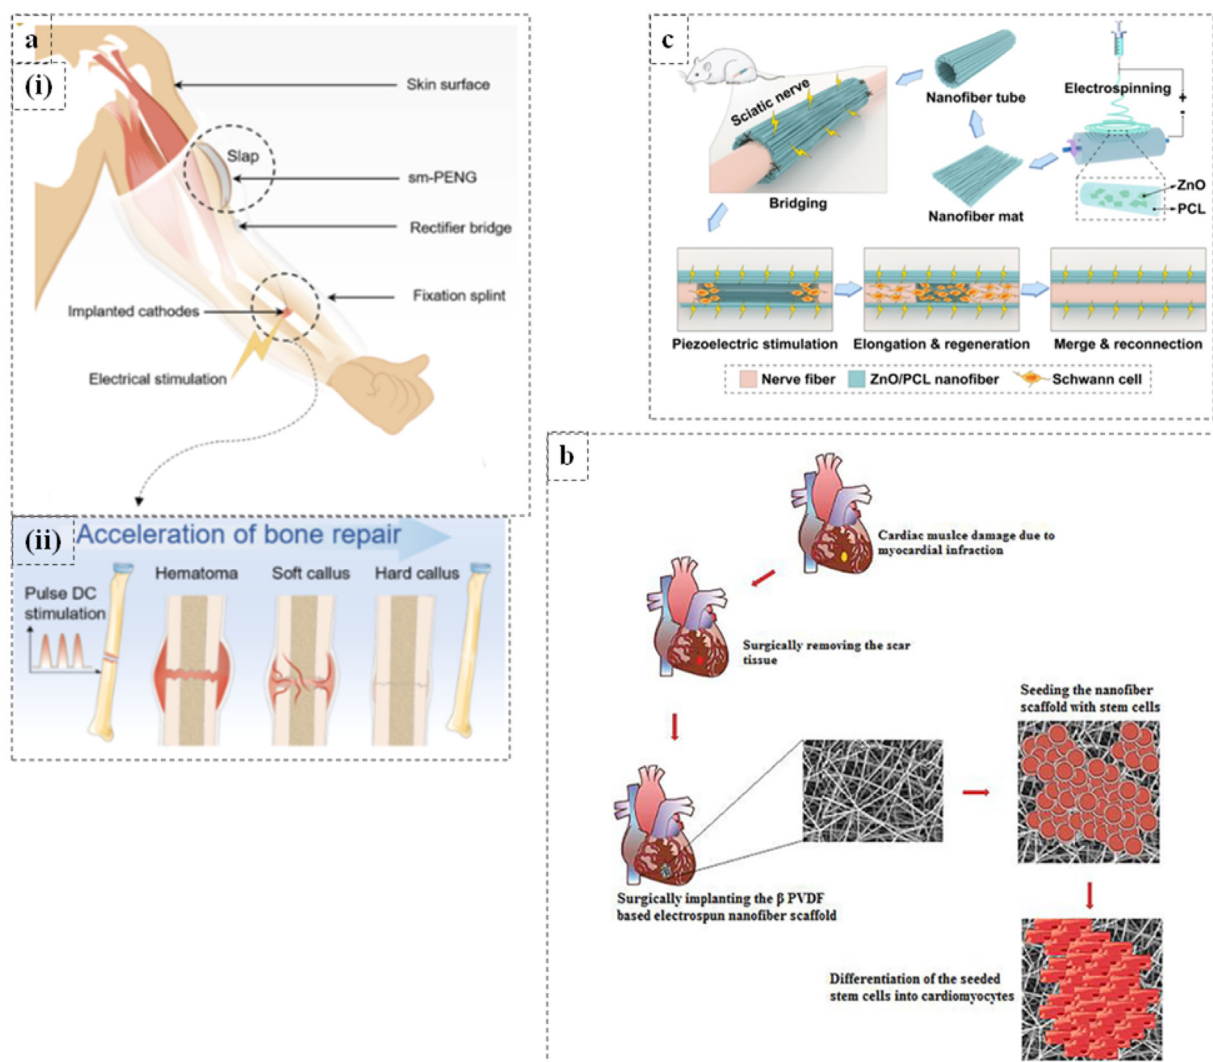 a
(i)
Skin surface
Slap
sm-PENG
Rectifier bridge
Fixation splint
Implanted cathodes
Electrical stimulation
(ii)
Acceleration of bone repair
Pulse DC
stimulation
Hematoma
Soft callus
Hard callus
c
Sciatic nerve
Bridging
Nanofiber tube
Nanofiber mat
Electrospinning
+
-
ZnO
PCL
Piezoelectric stimulation
Elongation & regeneration
Merge & reconnection
Nerve fiber
ZnO/PCL nanofiber
Schwann cell
b
Cardiac muslce damage due to
myocardial infraction
Surgically removing the scar
tissue
Surgically implanting the β PVDF
based electrospun nanofiber scaffold
Seeding the nanofiber
scaffold with stem cells
Differentiation of the seeded
stem cells into cardiomyocytes